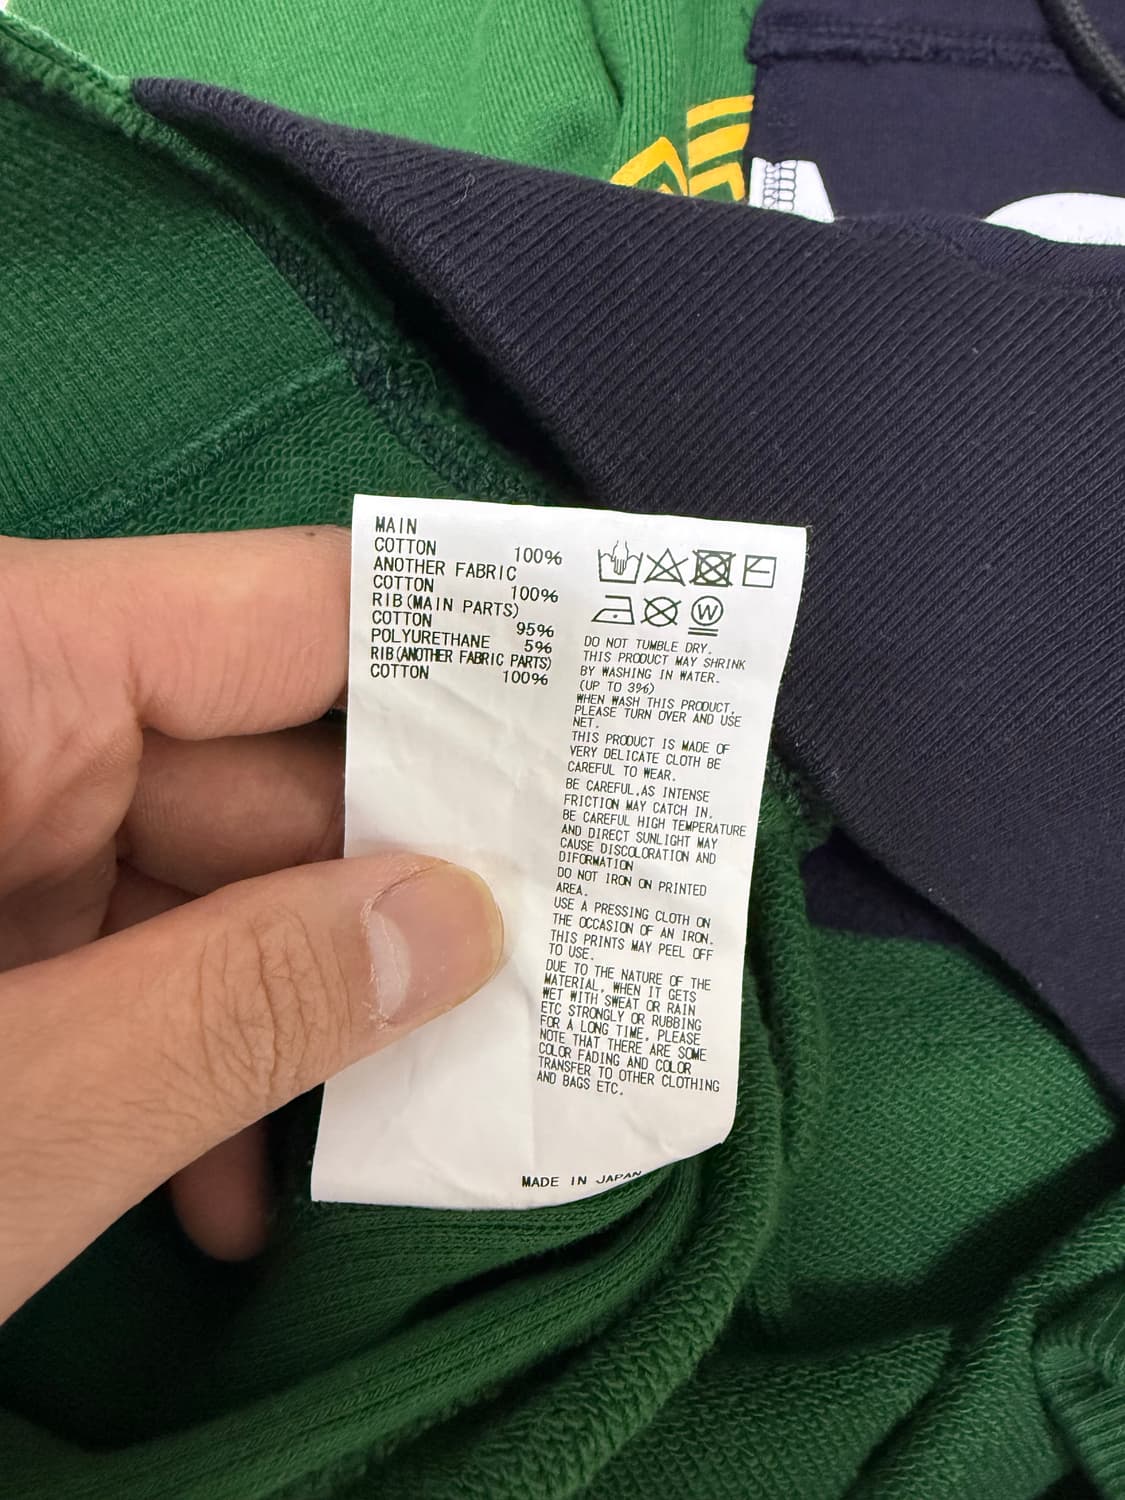 MAIN
COTTON 100%
ANOTHER FABRIC
COTTON 100%
RIB(MAIN PARTS)
COTTON 95%
POLYURETHANE 5%
RIB(ANOTHER FABRIC PARTS)
COTTON 100%
W
DO NOT TUMBLE DRY.
THIS PRODUCT MAY SHRINK
BY WASHING IN WATER.
(UP TO 3%)
WHEN WASH THIS PRODUCT,
PLEASE TURN OVER AND USE
NET.
THIS PRODUCT IS MADE OF
VERY DELICATE CLOTH BE
CAREFUL TO WEAR.
BE CAREFUL,AS INTENSE
FRICTION MAY CATCH IN.
BE CAREFUL HIGH TEMPERATURE
AND DIRECT SUNLIGHT MAY
CAUSE DISCOLORATION AND
DIFORMATION
DO NOT IRON ON PRINTED
AREA.
USE A PRESSING CLOTH ON
THE OCCASION OF AN IRON.
THIS PRINTS MAY PEEL OFF
TO USE.
DUE TO THE NATURE OF THE
MATERIAL, WHEN IT GETS
WET WITH SWEAT OR RAIN
ETC STRONGLY OR RUBBING
FOR A LONG TIME, PLEASE
NOTE THAT THERE ARE SOME
COLOR FADING AND COLOR
TRANSFER TO OTHER CLOTHING
AND BAGS ETC.
MADE IN JAPAN